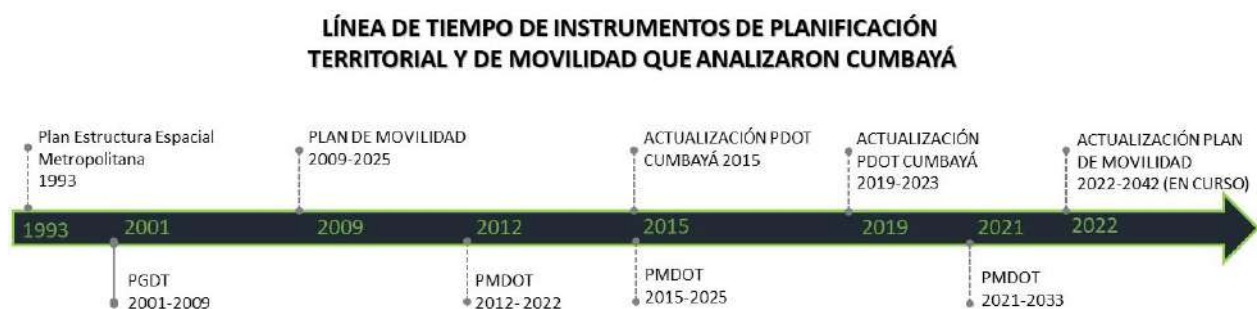 LÍNEA DE TIEMPO DE INSTRUMENTOS DE PLANIFICACIÓN
TERRITORIAL Y DE MOVILIDAD QUE ANALIZARON CUMBAYÁ
Plan Estructura Espacial
Metropolitana
1993
PLAN DE MOVILIDAD
2009-2025
ACTUALIZACIÓN PDOT
CUMBAYÁ 2015
ACTUALIZACIÓN
PDOT CUMBAYÁ
2019-2023
ACTUALIZACIÓN PLAN
DE MOVILIDAD
2022-2042 (EN CURSO)
1993 2001 2009 2012 2015 2019 2021 2022
PGDT
2001-2009
PMDOT
2012- 2022
PMDOT
2015-2025
PMDOT
2021-2033